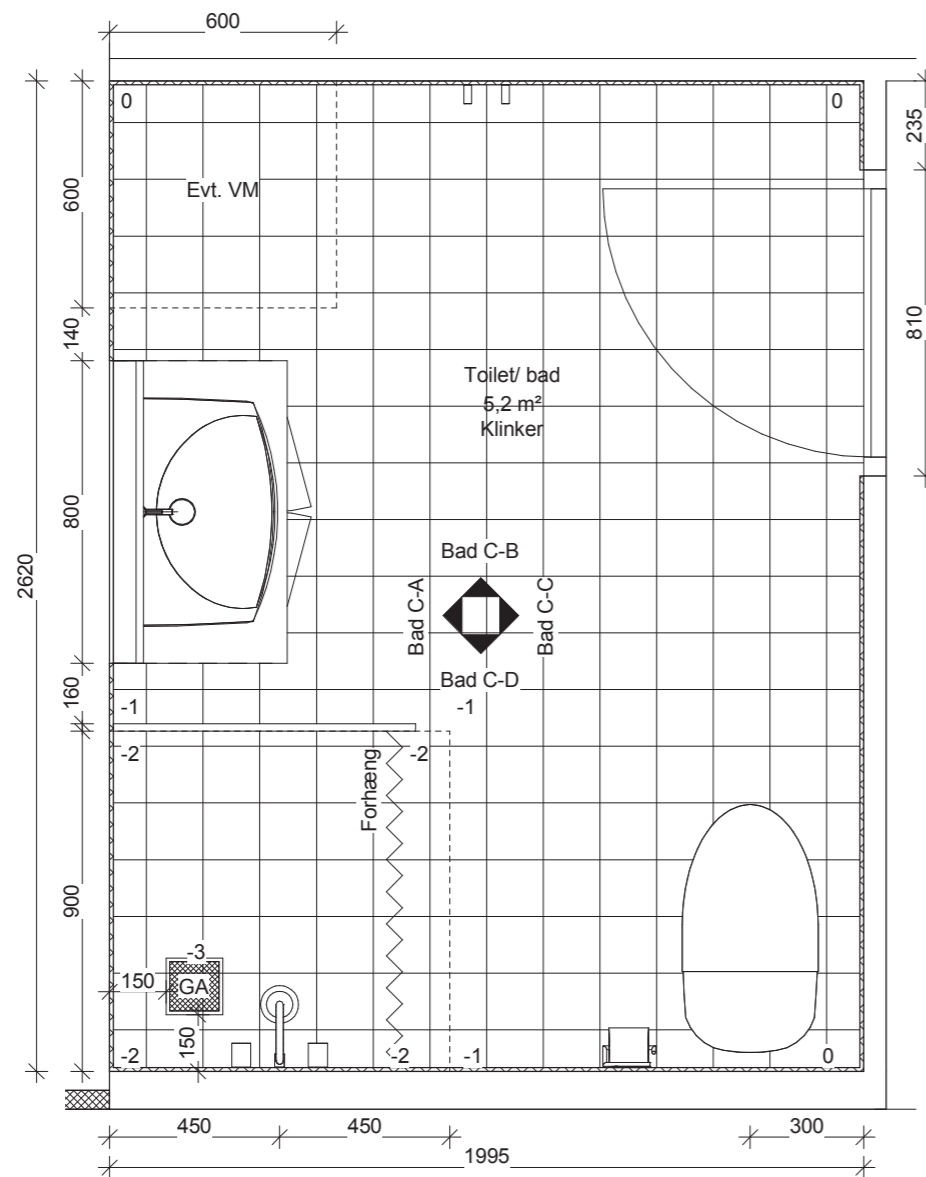 600
0
0
235
Evt. VM
600
140
Toilet/ bad
5,2 m²
Klinker
810
800
2620
Bad C-B
Bad C-A
Bad C-C
Bad C-D
160
-1
-1
-2
-2
Forhæng
900
-3
150
GA
150
-2
-2
-1
0
450
450
300
1995